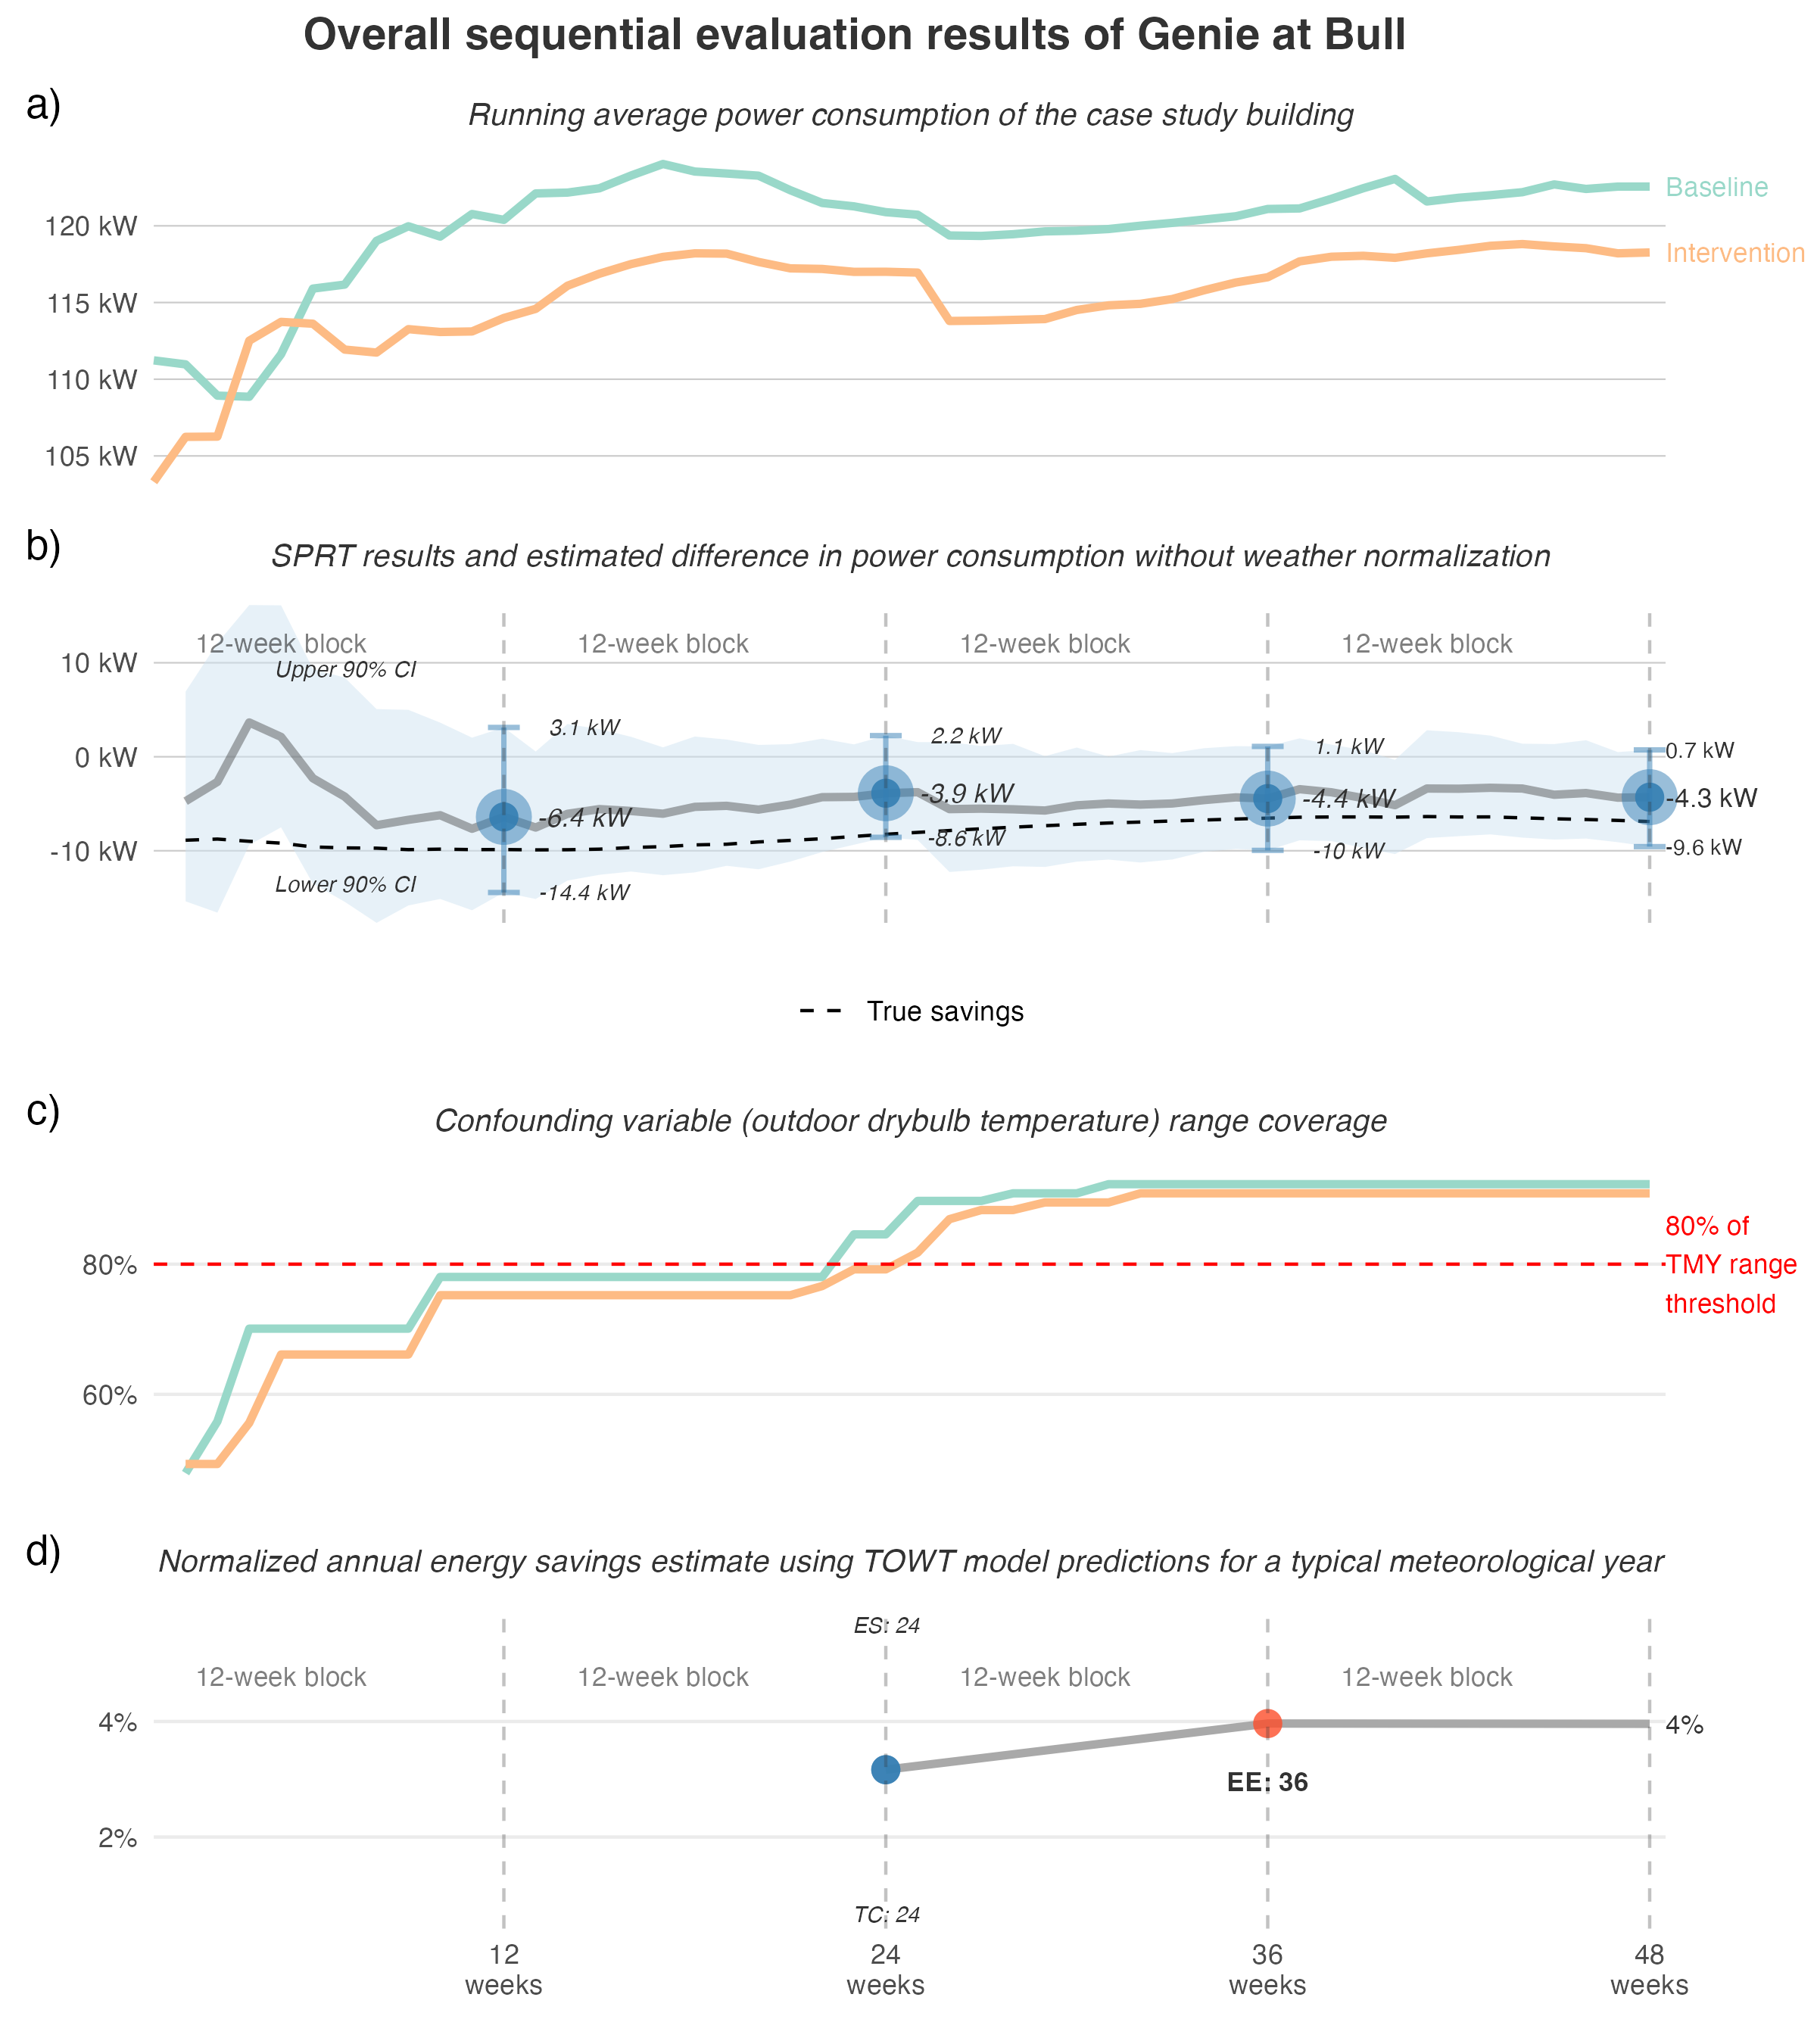 Overall sequential evaluation results of Genie at Bull
a)
Running average power consumption of the case study building
Baseline
120 kW
Intervention
115 kW
110 kW
105 kW
b)
SPRT results and estimated difference in power consumption without weather normalization
12-week block
12-week block
12-week block
12-week block
10 kW
Upper 90% CI
3.1 kW
2.2 kW
1.1 kW
0.7 kW
0 kW
-6.4 kW
-3.9 kW
-4.4 kW
-4.3 kW
-10 kW
-8.6 kW
-10 kW
-9.6 kW
Lower 90% CI
-14.4 kW
True savings
c)
Confounding variable (outdoor drybulb temperature) range coverage
80%
80% of
TMY range
threshold
60%
d)
Normalized annual energy savings estimate using TOWT model predictions for a typical meteorological year
ES: 24
12-week block
12-week block
12-week block
12-week block
4%
4%
EE: 36
2%
TC: 24
12
weeks
24
weeks
36
weeks
48
weeks